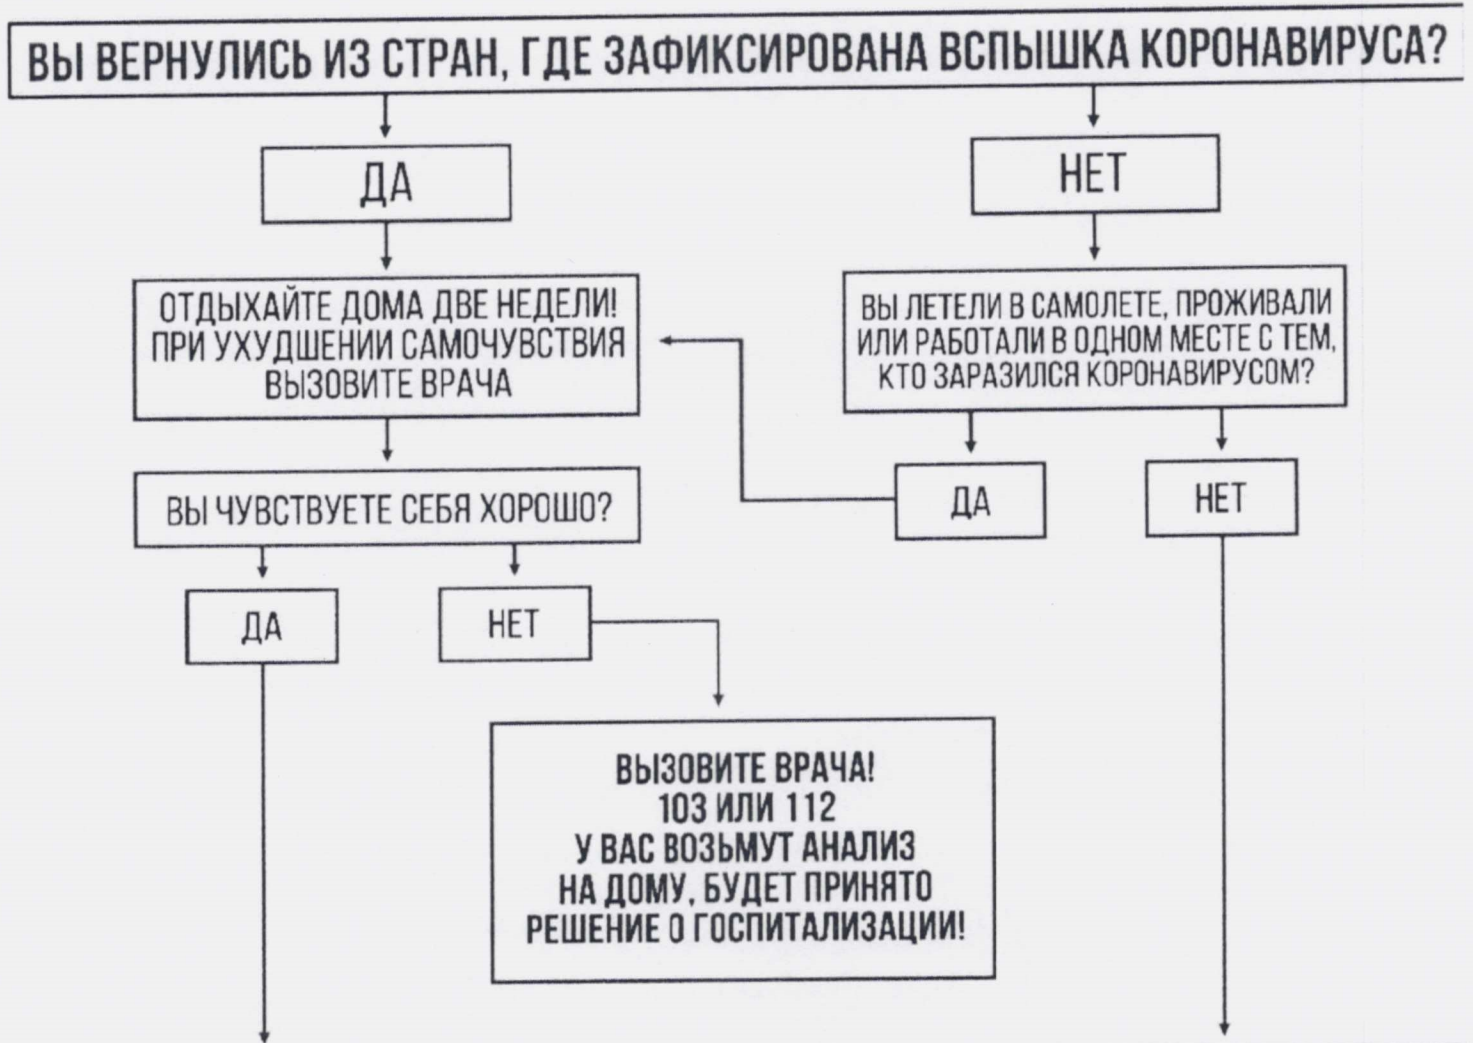 ВЫ ВЕРНУЛИСЬ ИЗ СТРАН, ГДЕ ЗАФИКСИРОВАНА ВСПЫШКА КОРОНАВИРУСА?
ДА
НЕТ
ОТДЫХАЙТЕ ДОМА ДВЕ НЕДЕЛИ!
ПРИ УХУДШЕНИИ САМОЧУВСТВИЯ
ВЫЗОВИТЕ ВРАЧА
ВЫ ЛЕТЕЛИ В САМОЛЕТЕ, ПРОЖИВАЛИ
ИЛИ РАБОТАЛИ В ОДНОМ МЕСТЕ С ТЕМ,
КТО ЗАРАЗИЛСЯ КОРОНАВИРУСОМ?
ДА
НЕТ
ВЫ ЧУВСТВУЕТЕ СЕБЯ ХОРОШО?
ДА
НЕТ
ВЫЗОВИТЕ ВРАЧА!
103 ИЛИ 112
У ВАС ВОЗЬМУТ АНАЛИЗ
НА ДОМУ, БУДЕТ ПРИНЯТО
РЕШЕНИЕ О ГОСПИТАЛИЗАЦИИ!